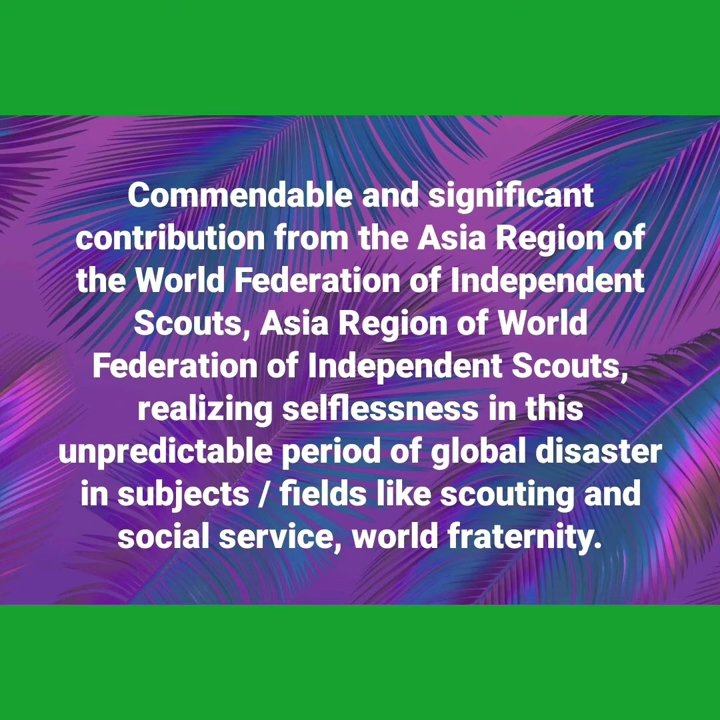 Commendable and significant
contribution from the Asia Region of
the World Federation of Independent
Scouts, Asia Region of World
Federation of Independent Scouts,
realizing selflessness in this
unpredictable period of global disaster
in subjects / fields like scouting and
social service, world fraternity.